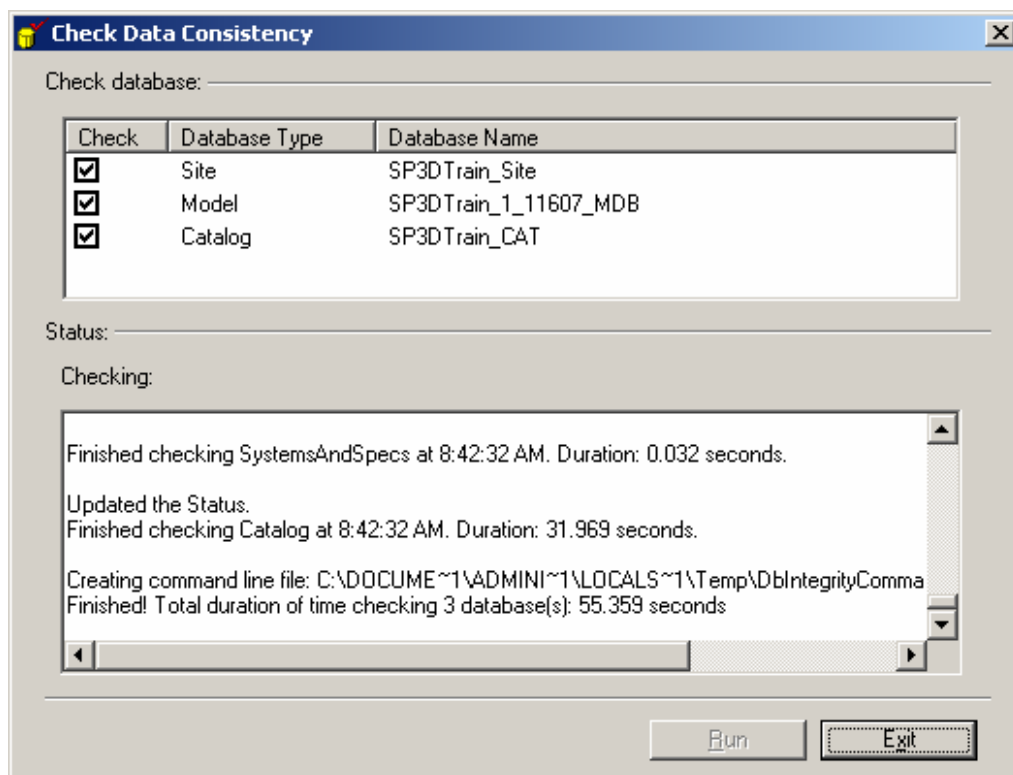 Check Data Consistency
Check database:
Check Database Type Database Name
Site SP3DTrain_Site
Model SP3DTrain_1_11607_MDB
Catalog SP3DTrain_CAT
Status:
Checking:
Finished checking SystemsAndSpecs at 8:42:32 AM. Duration: 0.032 seconds.
Updated the Status.
Finished checking Catalog at 8:42:32 AM. Duration: 31.969 seconds.
Creating command line file: C:\DOCUME~1\ADMINI~1\LOCALS~1\Temp\DbIntegrityComma
Finished! Total duration of time checking 3 database(s): 55.359 seconds
Run Exit